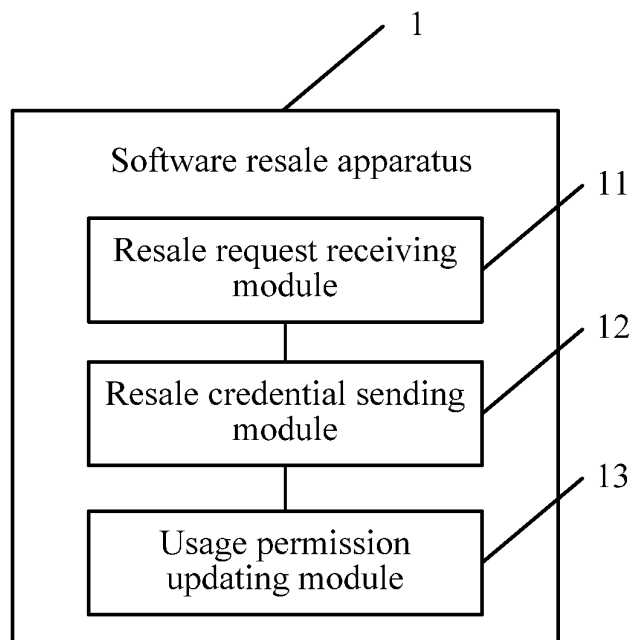 1
Software resale apparatus
11
Resale request receiving
module
12
Resale credential sending
module
13
Usage permission
updating module